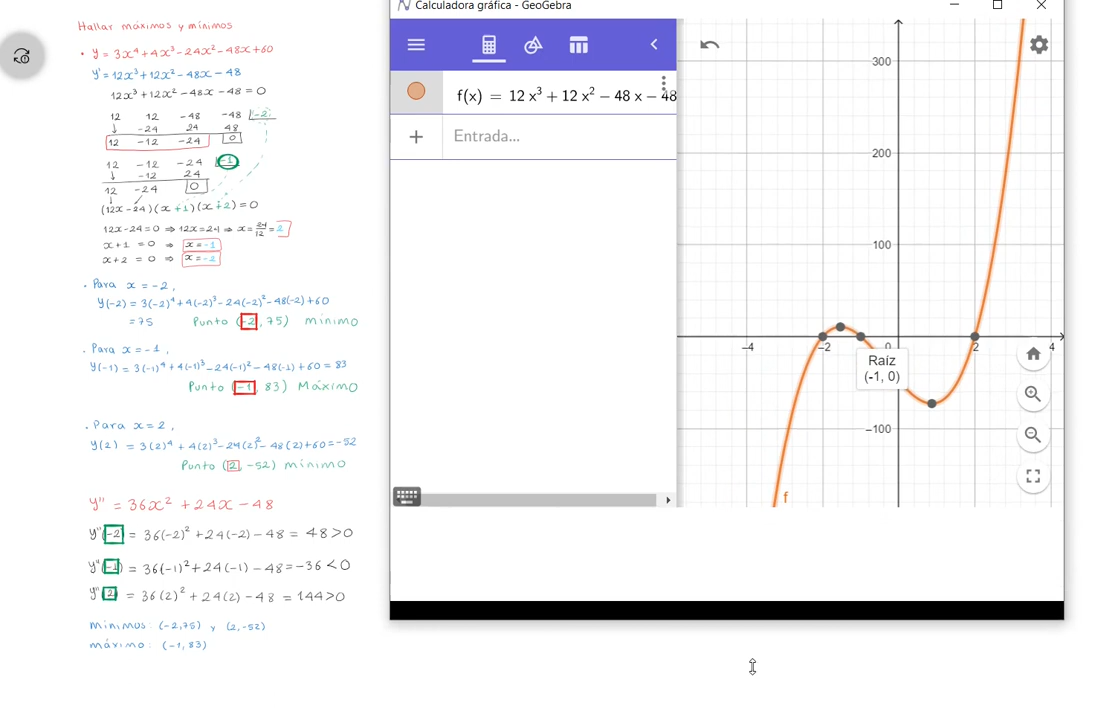 Hallar máximos y mínimos
• y = 3x⁴+4x³-24x²-48x+60
y' = 12x³+12x²-48x-48
12x³+12x²-48x-48=0
12 12 -48 -48 |-2|
↓ -24 24 48
12 -12 -24 |0|
12 -12 -24 |-1|
↓ -12 24
12 -24 |0|
(12x-24)(x+1)(x+2)=0
12x-24=0 ⇒ 12x=24 ⇒ x=24/12=2
x+1=0 ⇒ x=-1
x+2=0 ⇒ x=-2
. Para x=-2,
y(-2)=3(-2)⁴+4(-2)³-24(-2)²-48(-2)+60
=75 Punto (-2,75) mínimo
. Para x=-1,
y(-1)=3(-1)⁴+4(-1)³-24(-1)²-48(-1)+60=83
Punto (-1,83) Máximo
. Para x=2,
y(2)=3(2)⁴+4(2)³-24(2)²-48(2)+60=-52
Punto (2,-52) mínimo
y''=36x²+24x-48
y''(-2)=36(-2)²+24(-2)-48=48>0
y''(-1)=36(-1)²+24(-1)-48=-36<0
y''(2)=36(2)²+24(2)-48=144>0
mínimos: (-2,75) y (2,-52)
máximo: (-1,83)
Calculadora gráfica - GeoGebra
f(x) = 12 x³ + 12 x² − 48 x − 48
Entrada...
300
200
100
−4 −2 0 2 4
Raíz
(-1, 0)
−100
f